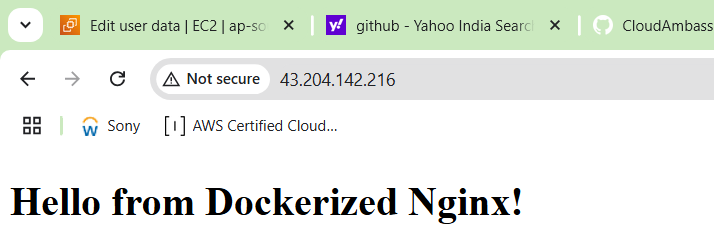 Edit user data | EC2 | ap-so
github - Yahoo India Searc
CloudAmbass
Not secure
43.204.142.216
Sony
AWS Certified Cloud...
Hello from Dockerized Nginx!